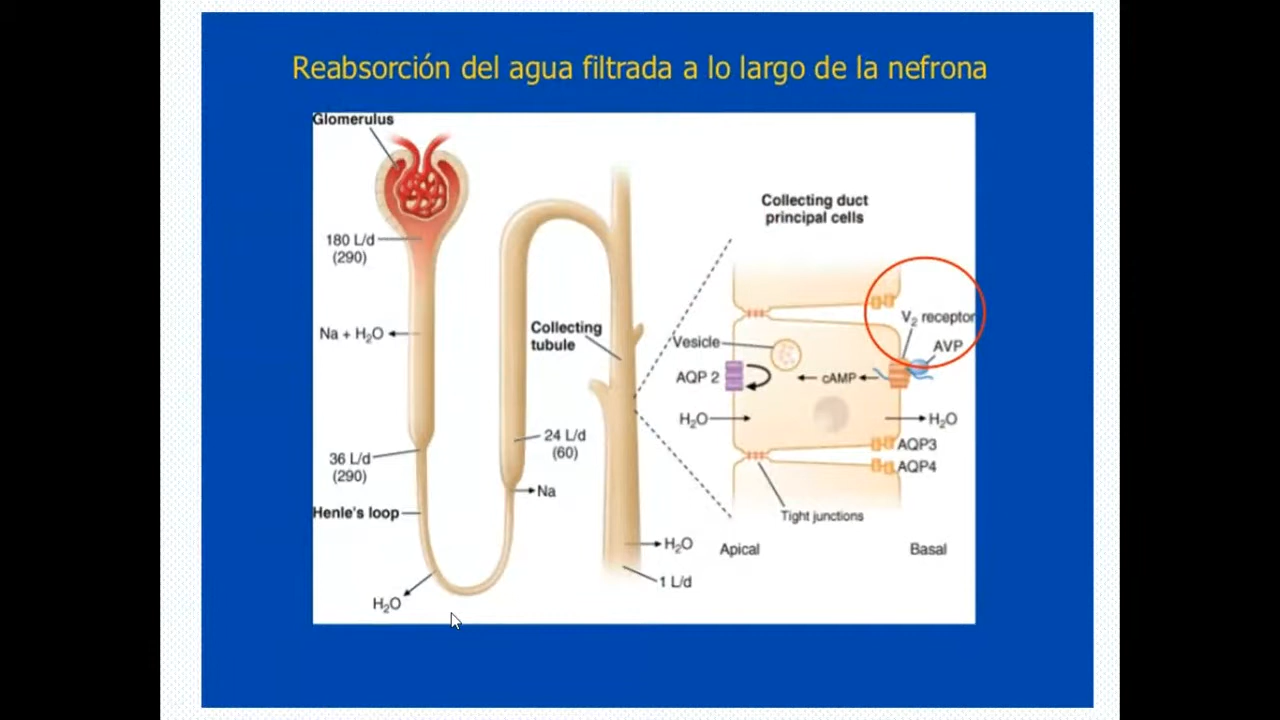 Reabsorción del agua filtrada a lo largo de la nefrona
Glomerulus
180 L/d
(290)
Na + H₂O
36 L/d
(290)
Henle's loop
H₂O
24 L/d
(60)
Na
Collecting
tubule
H₂O
1 L/d
Collecting duct
principal cells
Vesicle
AQP 2
H₂O
cAMP
V₂ receptor
AVP
H₂O
AQP3
AQP4
Tight junctions
Apical
Basal